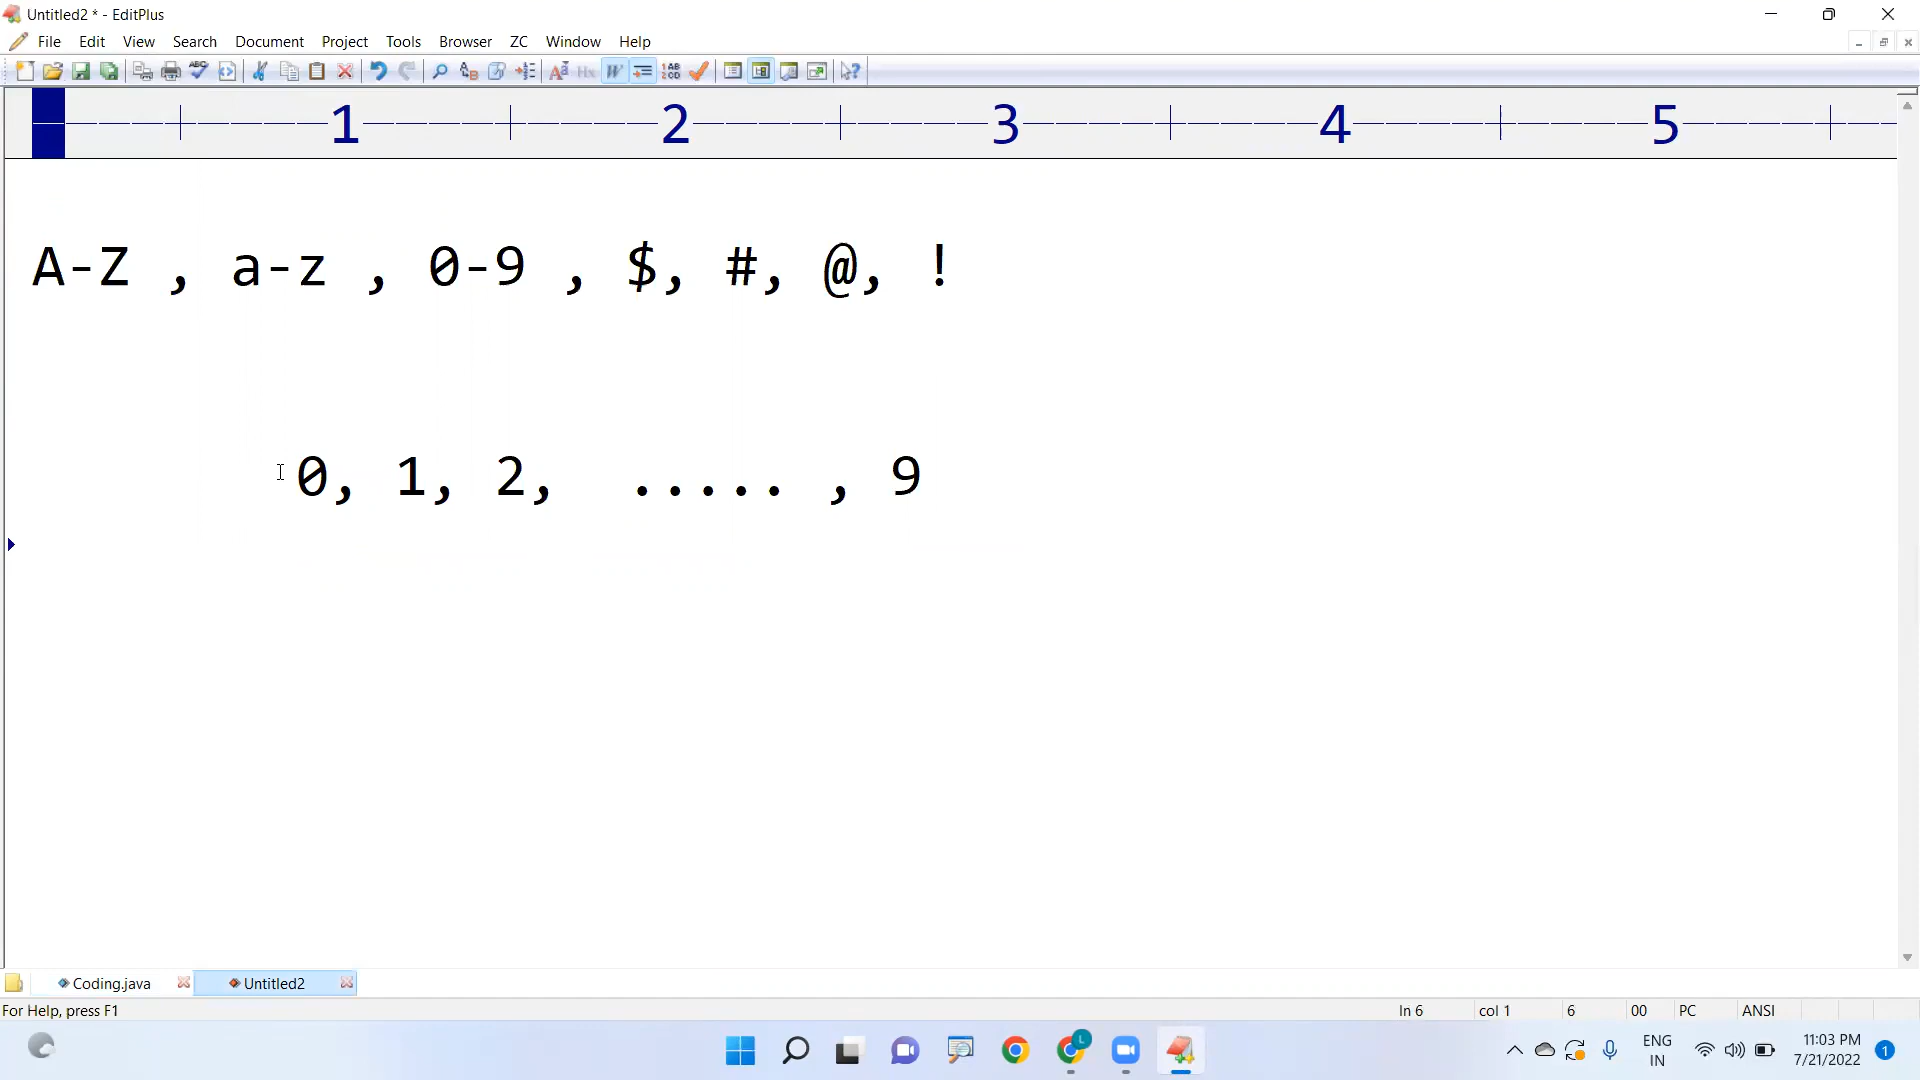 Untitled2 * - EditPlus
File Edit View Search Document Project Tools Browser ZC Window Help
1 2 3 4 5
A-Z , a-z , 0-9 , $, #, @, !
0, 1, 2, ..... , 9
Coding.java Untitled2
For Help, press F1 ln 6 col 1 6 00 PC ANSI
ENG 11:03 PM
IN 7/21/2022 1